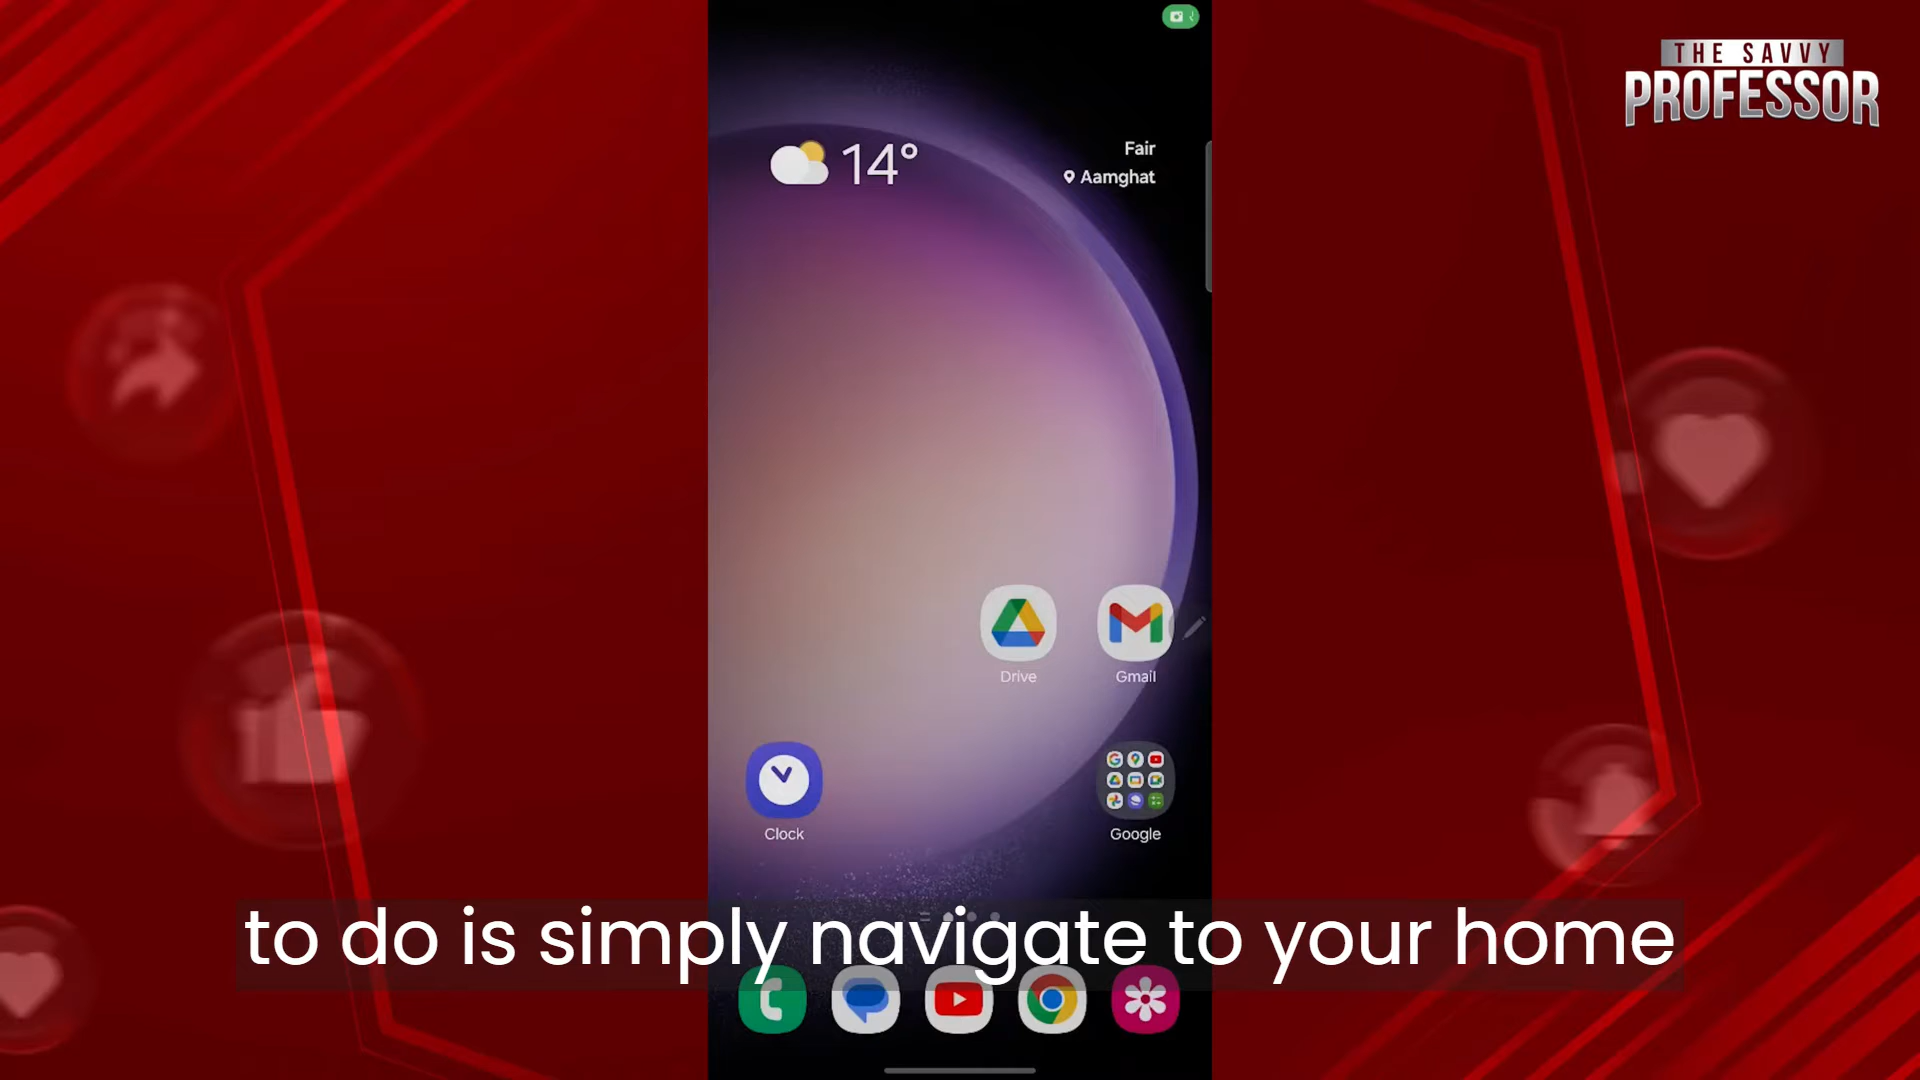 THE SAVVY
PROFESSOR
14°
Fair
Aamghat
Drive
Gmail
Clock
Google
to do is simply navigate to your home